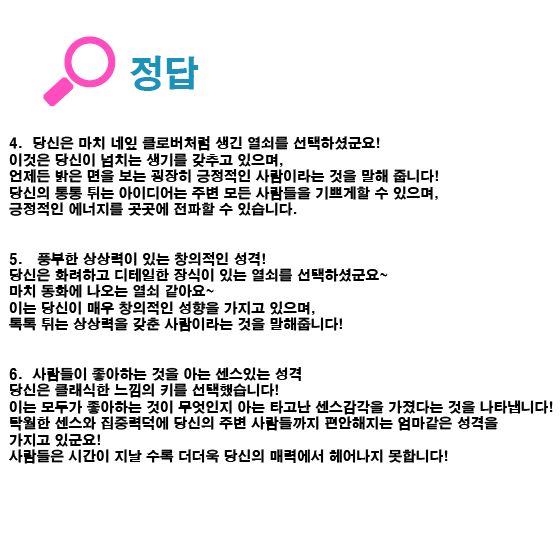 정답
4. 당신은 마치 네잎 클로버처럼 생긴 열쇠를 선택하셨군요!
이것은 당신이 넘치는 생기를 갖추고 있으며,
언제든 밝은 면을 보는 굉장히 긍정적인 사람이라는 것을 말해 줍니다!
당신의 통통 뛰는 아이디어는 주변 모든 사람들을 기쁘게할 수 있으며,
긍정적인 에너지를 곳곳에 전파할 수 있습니다.
5. 풍부한 상상력이 있는 창의적인 성격!
당신은 화려하고 디테일한 장식이 있는 열쇠를 선택하셨군요~
마치 동화에 나오는 열쇠 같아요~
이는 당신이 매우 창의적인 성향을 가지고 있으며,
톡톡 튀는 상상력을 갖춘 사람이라는 것을 말해줍니다!
6. 사람들이 좋아하는 것을 아는 센스있는 성격
당신은 클래식한 느낌의 키를 선택했습니다!
이는 모두가 좋아하는 것이 무엇인지 아는 타고난 센스감각을 가졌다는 것을 나타냅니다!
탁월한 센스와 집중력덕에 당신의 주변 사람들까지 편안해지는 엄마같은 성격을
가지고 있군요!
사람들은 시간이 지날 수록 더더욱 당신의 매력에서 헤어나지 못합니다!